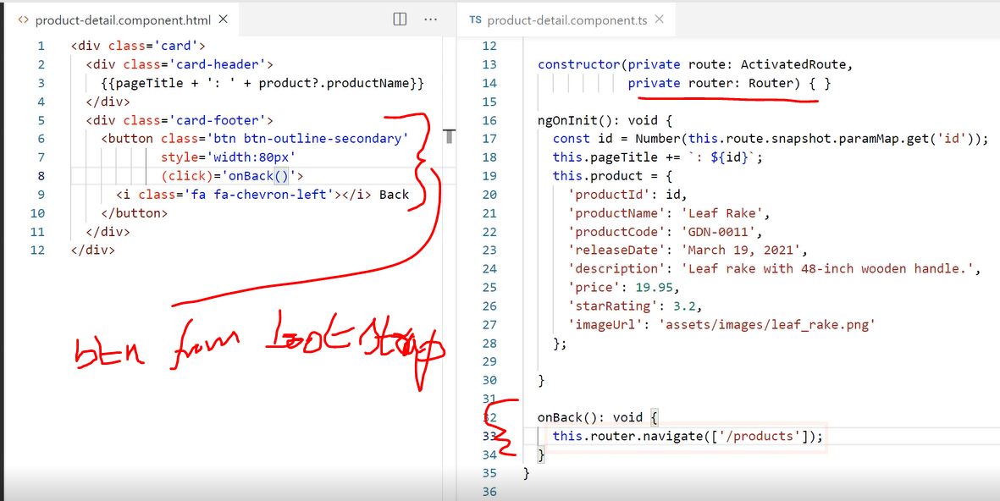 <> product-detail.component.html ×
1 <div class='card'>
2 <div class='card-header'>
3 {{pageTitle + ': ' + product?.productName}}
4 </div>
5 <div class='card-footer'>
6 <button class='btn btn-outline-secondary'
7 style='width:80px'
8 (click)='onBack()'>
9 <i class='fa fa-chevron-left'></i> Back
10 </button>
11 </div>
12 </div>
btn from bootstrap
TS product-detail.component.ts ×
12
13 constructor(private route: ActivatedRoute,
14 private router: Router) { }
15
16 ngOnInit(): void {
17 const id = Number(this.route.snapshot.paramMap.get('id'));
18 this.pageTitle += `: ${id}`;
19 this.product = {
20 'productId': id,
21 'productName': 'Leaf Rake',
22 'productCode': 'GDN-0011',
23 'releaseDate': 'March 19, 2021',
24 'description': 'Leaf rake with 48-inch wooden handle.',
25 'price': 19.95,
26 'starRating': 3.2,
27 'imageUrl': 'assets/images/leaf_rake.png'
28 };
29
30 }
31
32 onBack(): void {
33 this.router.navigate(['/products']);
34 }
35 }
36